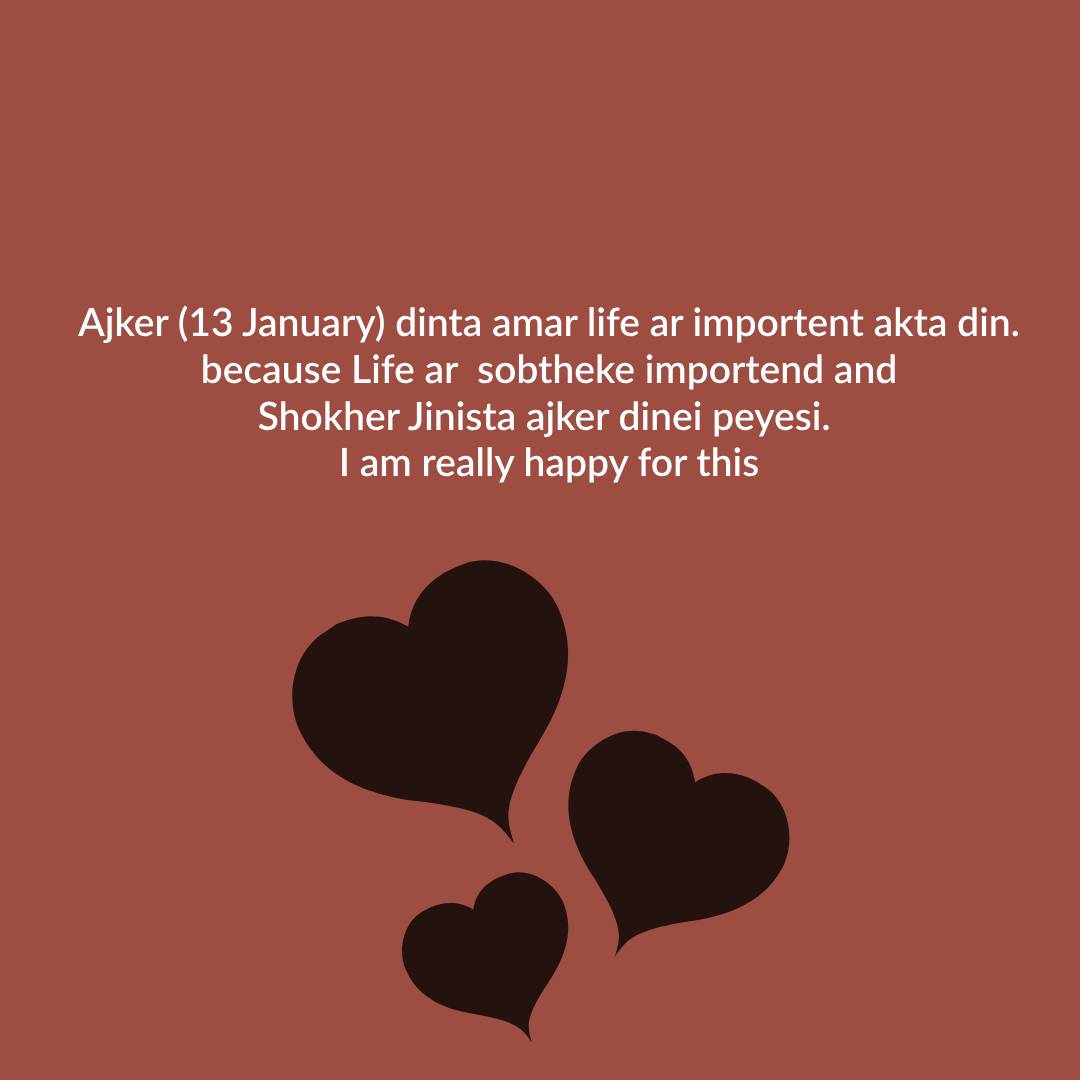 Ajker (13 January) dinta amar life ar importent akta din.
because Life ar  sobtheke importend and
Shokher Jinista ajker dinei peyesi.
I am really happy for this